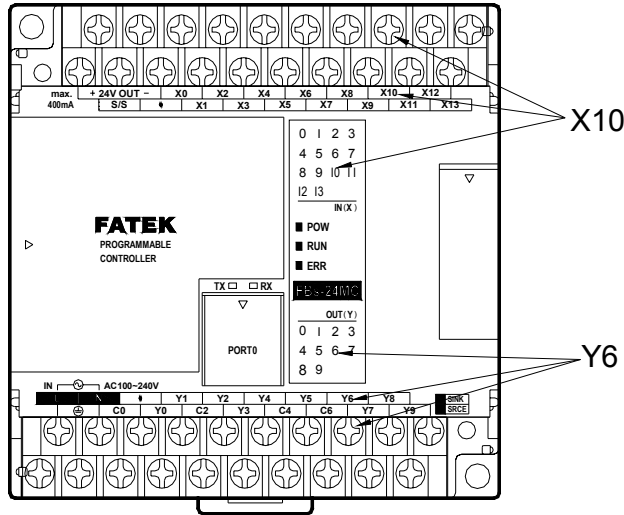 max. + 24V OUT − X0 X2 X4 X6 X8 X10 X12
400mA S/S X1 X3 X5 X7 X9 X11 X13
X10
0 1 2 3
4 5 6 7
8 9 10 11
12 13
IN(X)
FATEK
PROGRAMMABLE
CONTROLLER
POW
RUN
ERR
TX RX
FBs-24MC
OUT(Y)
0 1 2 3
4 5 6 7
8 9
PORT0
Y6
IN AC100~240V
Y1 Y2 Y4 Y5 Y6 Y8
C0 Y0 C2 Y3 C4 C6 Y7 Y9
SINK
SRCE